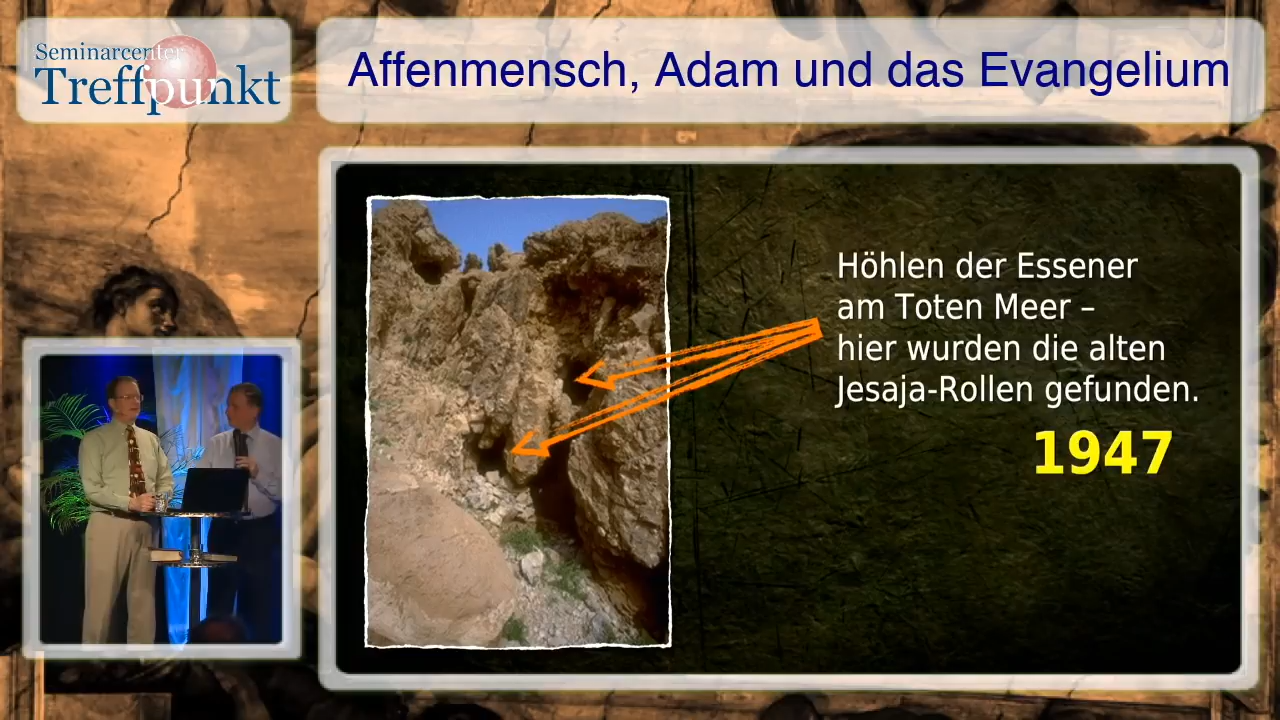 Seminarcenter
Treffpunkt
Affenmensch, Adam und das Evangelium
Höhlen der Essener
am Toten Meer –
hier wurden die alten
Jesaja-Rollen gefunden.
1947